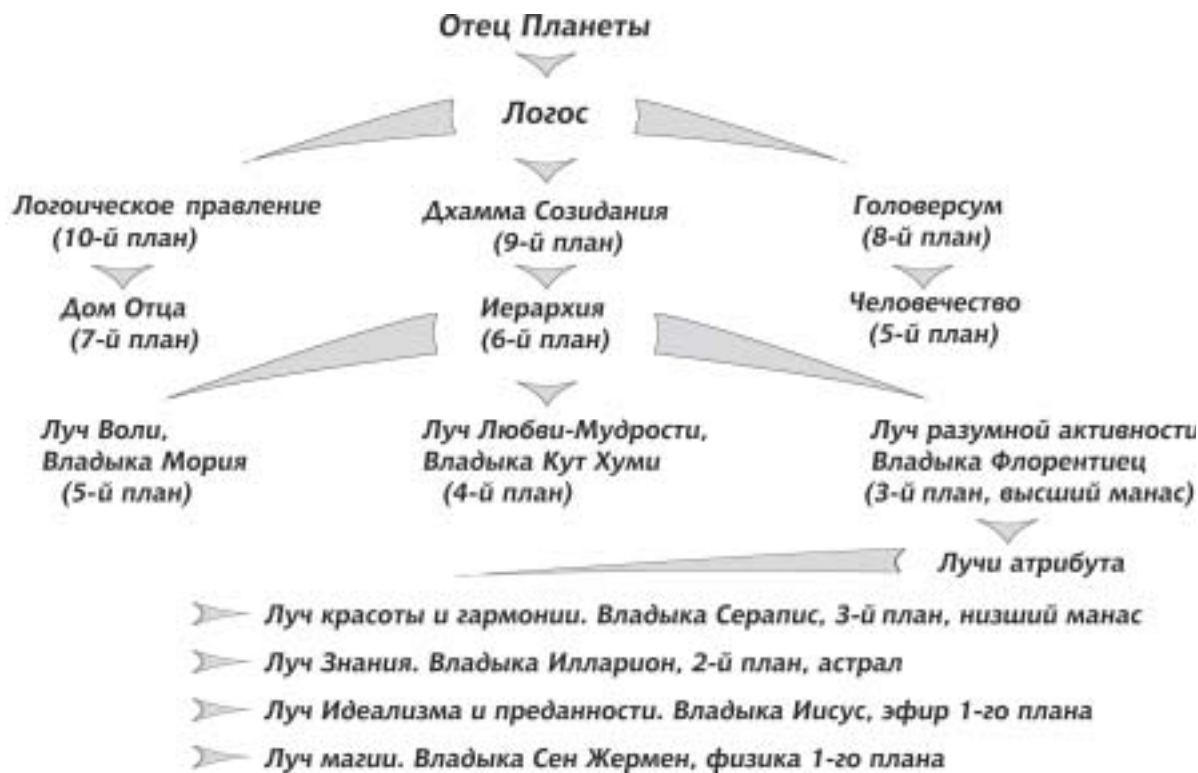 Отец Планеты
Логос
Логоическое правление
(10-й план)
Дхамма Созидания
(9-й план)
Головерсум
(8-й план)
Дом Отца
(7-й план)
Иерархия
(6-й план)
Человечество
(5-й план)
Луч Воли,
Владыка Мория
(5-й план)
Луч Любви-Мудрости,
Владыка Кут Хуми
(4-й план)
Луч разумной активности
Владыка Флорентиец
(3-й план, высший манас)
Лучи атрибута
Луч красоты и гармонии. Владыка Серапис, 3-й план, низший манас
Луч Знания. Владыка Илларион, 2-й план, астрал
Луч Идеализма и преданности. Владыка Иисус, эфир 1-го плана
Луч магии. Владыка Сен Жермен, физика 1-го плана